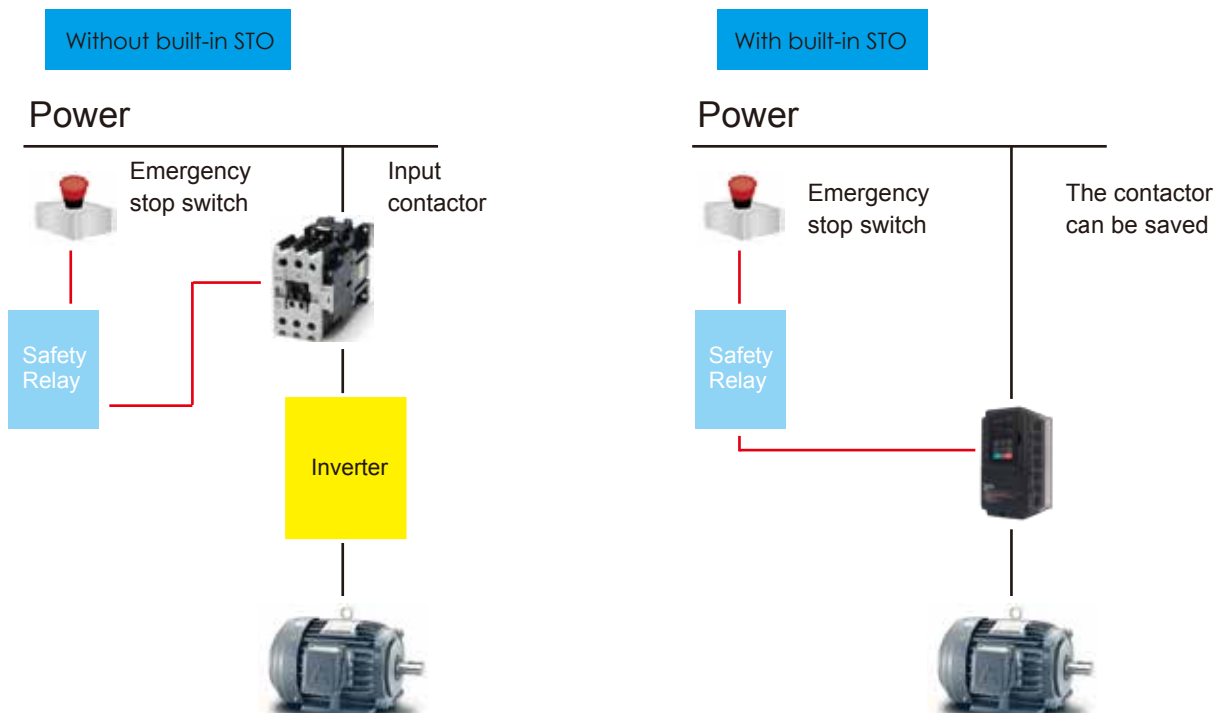 Without built-in STO
Power
Emergency
stop switch
Input
contactor
Safety
Relay
Inverter
With built-in STO
Power
Emergency
stop switch
The contactor
can be saved
Safety
Relay